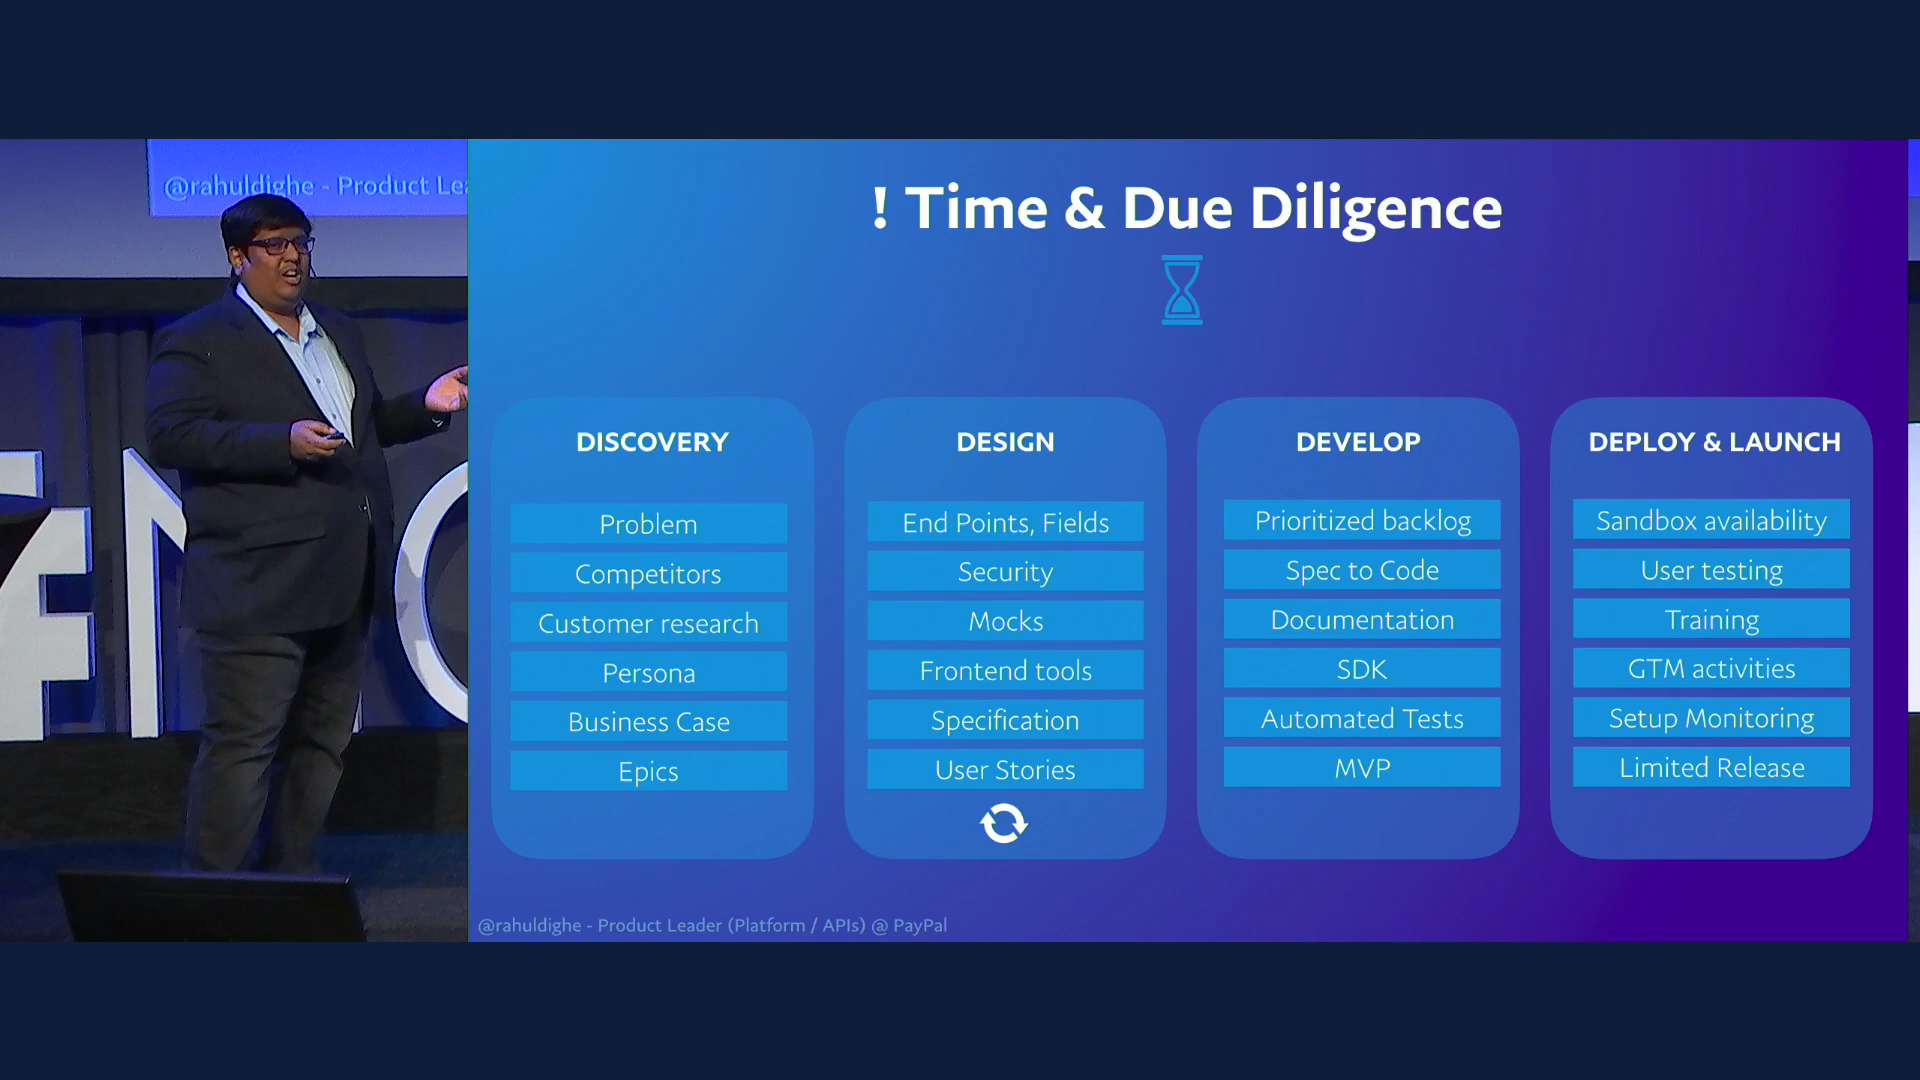 @rahuldighe - Product Lea
! Time & Due Diligence
DISCOVERY
Problem
Competitors
Customer research
Persona
Business Case
Epics
DESIGN
End Points, Fields
Security
Mocks
Frontend tools
Specification
User Stories
DEVELOP
Prioritized backlog
Spec to Code
Documentation
SDK
Automated Tests
MVP
DEPLOY & LAUNCH
Sandbox availability
User testing
Training
GTM activities
Setup Monitoring
Limited Release
@rahuldighe - Product Leader (Platform / APIs) @ PayPal